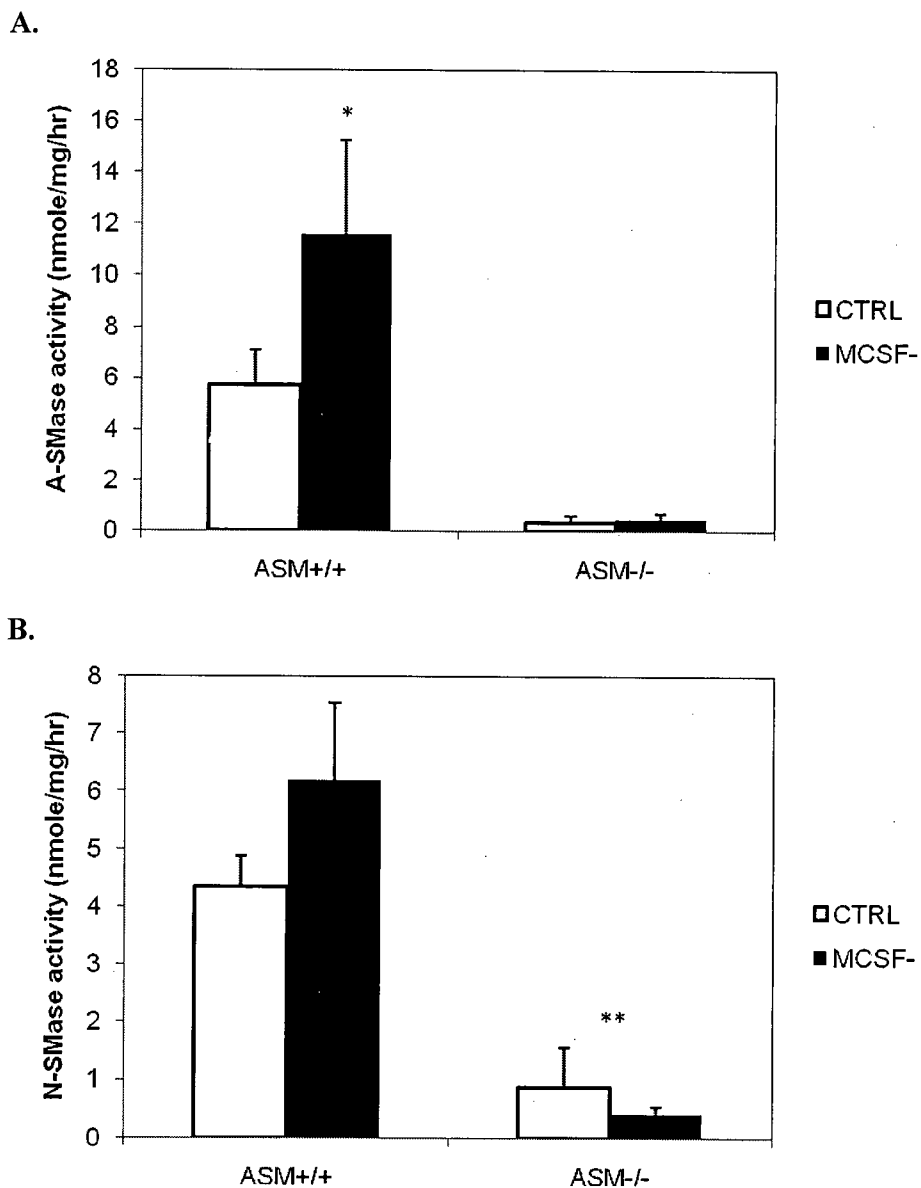 A.
A-SMase activity (nmole/mg/hr)
18
16
14
12
10
8
6
4
2
0
*
ASM+/+
ASM-/-
CTRL
MCSF-
B.
N-SMase activity (nmole/mg/hr)
8
7
6
5
4
3
2
1
0
**
ASM+/+
ASM-/-
CTRL
MCSF-